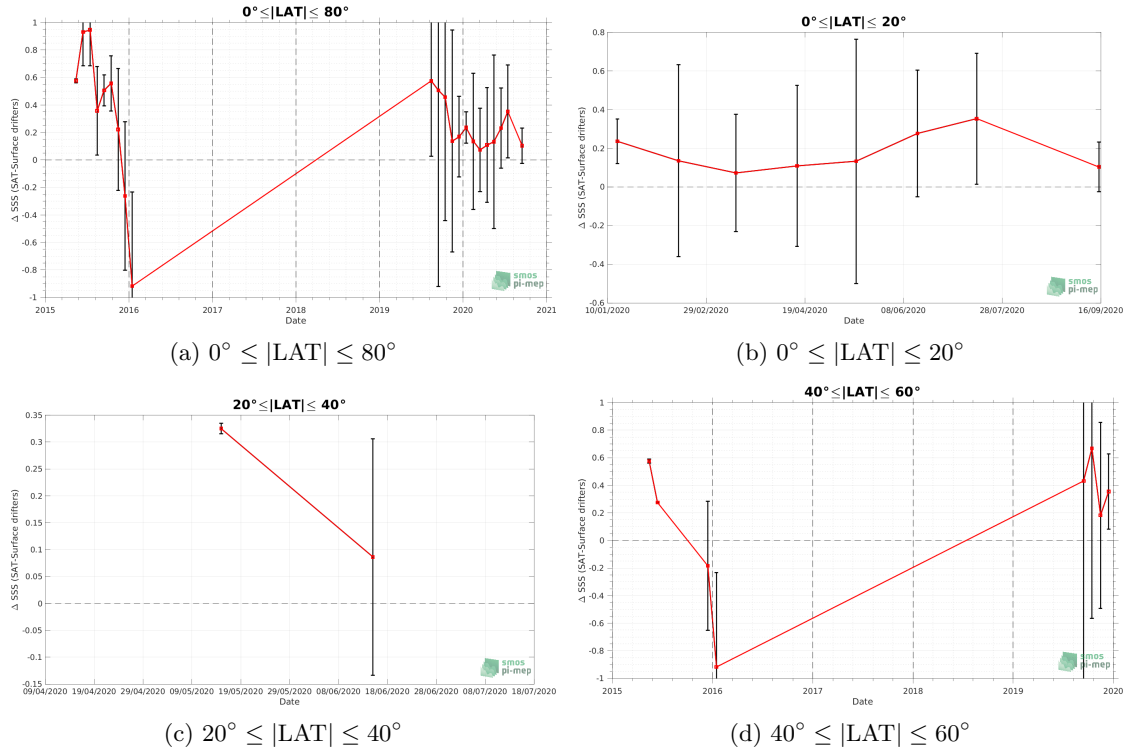 0°≤|LAT|≤ 80°
Δ SSS (SAT-Surface drifters)
1
0.8
0.6
0.4
0.2
0
-0.2
-0.4
-0.6
-0.8
-1
2015 2016 2017 2018 2019 2020 2021
Date
smos
pi-mep
(a) 0° ≤ |LAT| ≤ 80°
0°≤|LAT|≤ 20°
Δ SSS (SAT-Surface drifters)
0.8
0.6
0.4
0.2
0
-0.2
-0.4
-0.6
10/01/2020 29/02/2020 19/04/2020 08/06/2020 28/07/2020 16/09/2020
Date
smos
pi-mep
(b) 0° ≤ |LAT| ≤ 20°
20°≤|LAT|≤ 40°
Δ SSS (SAT-Surface drifters)
0.35
0.3
0.25
0.2
0.15
0.1
0.05
0
-0.05
-0.1
-0.15
09/04/2020 19/04/2020 29/04/2020 09/05/2020 19/05/2020 29/05/2020 08/06/2020 18/06/2020 28/06/2020 08/07/2020 18/07/2020
Date
smos
pi-mep
(c) 20° ≤ |LAT| ≤ 40°
40°≤|LAT|≤ 60°
Δ SSS (SAT-Surface drifters)
1
0.8
0.6
0.4
0.2
0
-0.2
-0.4
-0.6
-0.8
-1
2015 2016 2017 2018 2019 2020
Date
smos
pi-mep
(d) 40° ≤ |LAT| ≤ 60°